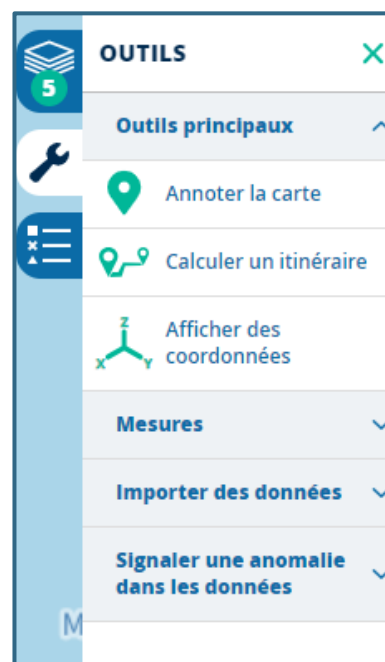 OUTILS
5
Outils principaux
Annoter la carte
Calculer un itinéraire
Z
X Y
Afficher des
coordonnées
Mesures
Importer des données
Signaler une anomalie
dans les données
M